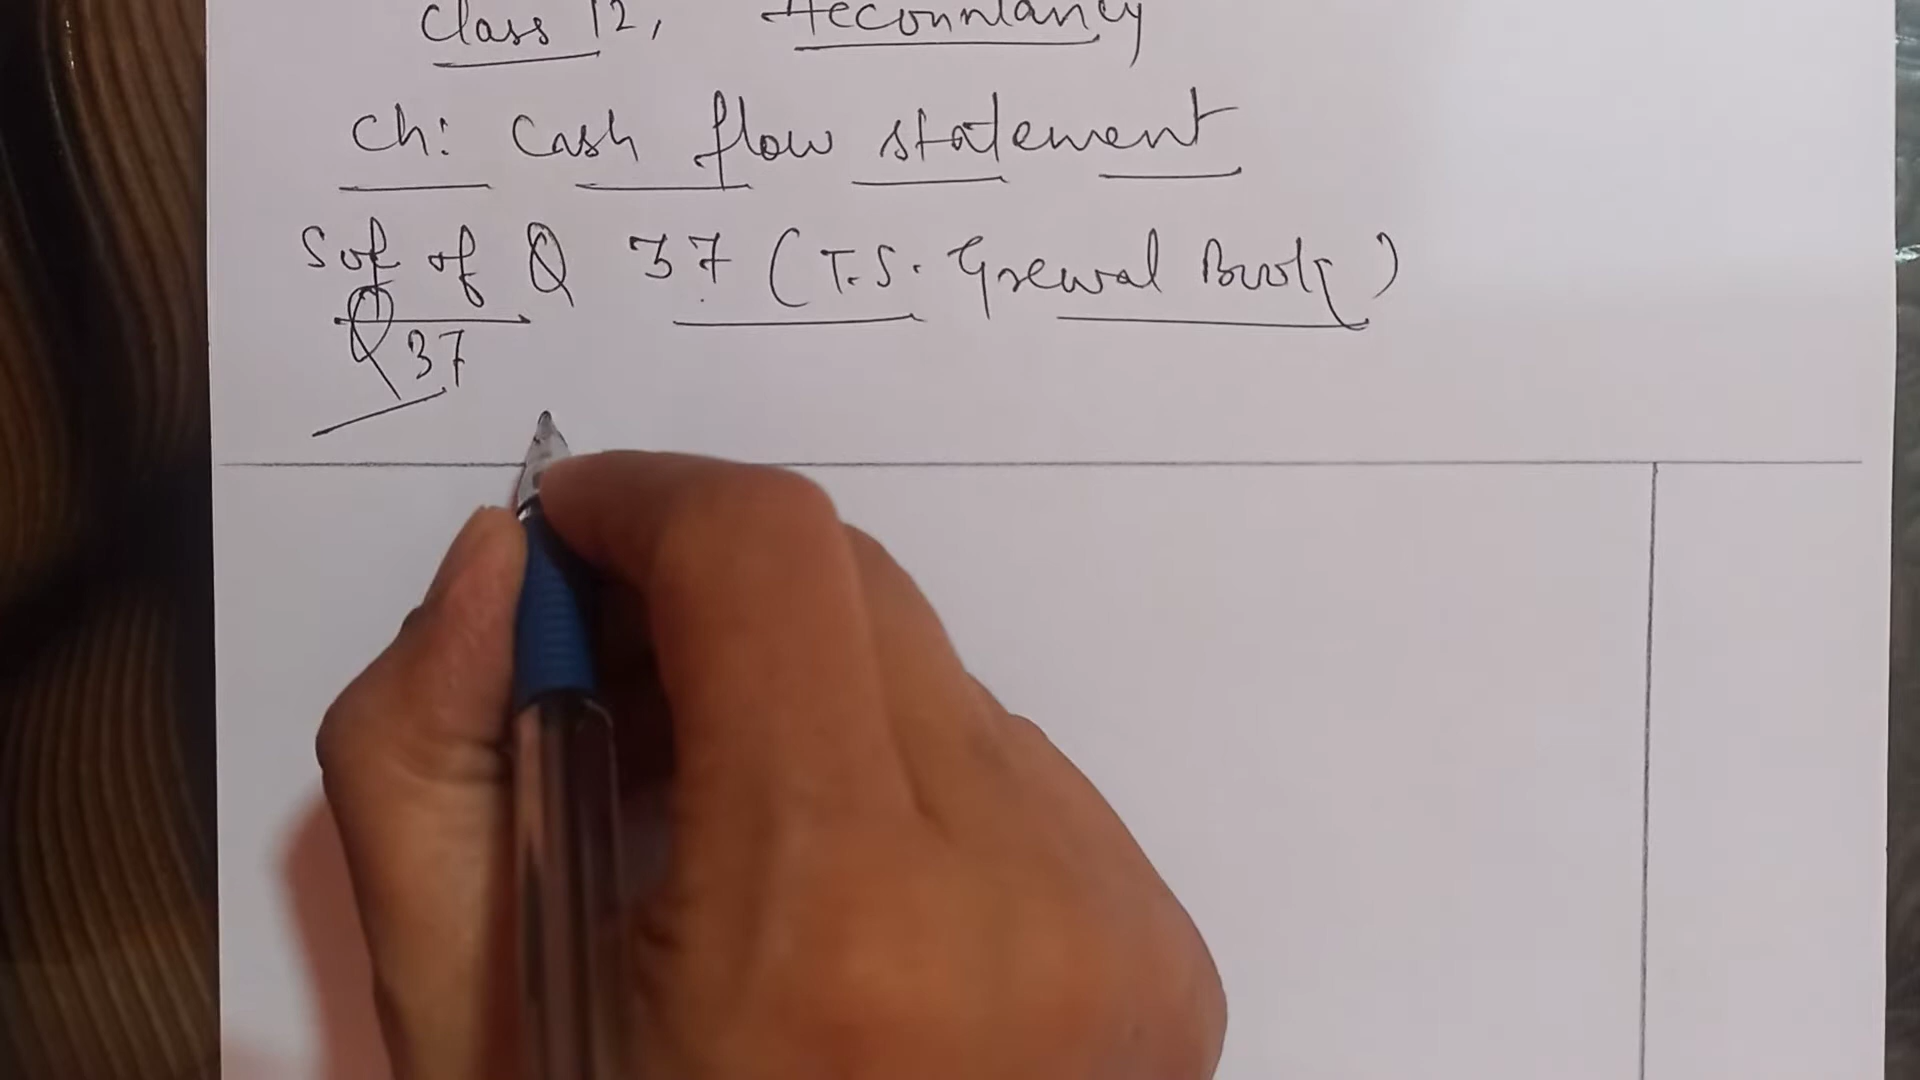 Class 12, Accountancy
Ch: Cash flow statement
Sol of Q 37 (T.S. Grewal Book)
Q 37